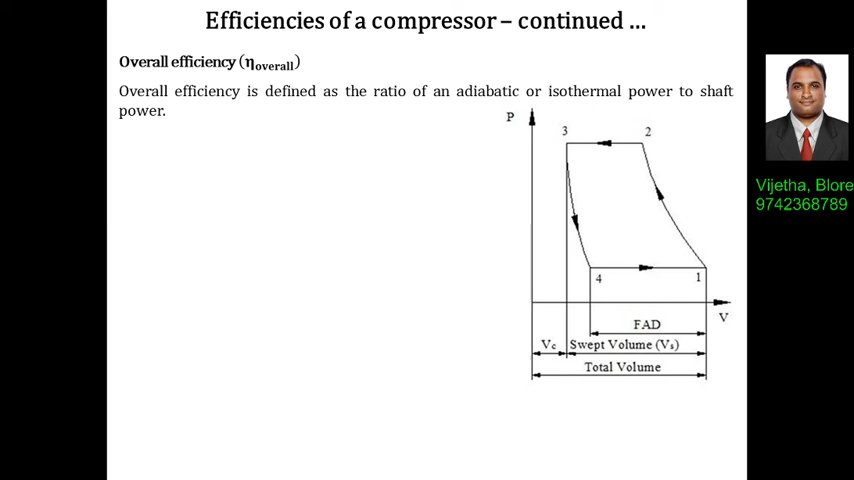 Efficiencies of a compressor – continued …
Overall efficiency (ηoverall)
Overall efficiency is defined as the ratio of an adiabatic or isothermal power to shaft
power.
P
3
2
4
1
V
FAD
Vc
Swept Volume (Vs)
Total Volume
Vijetha, Blore
9742368789